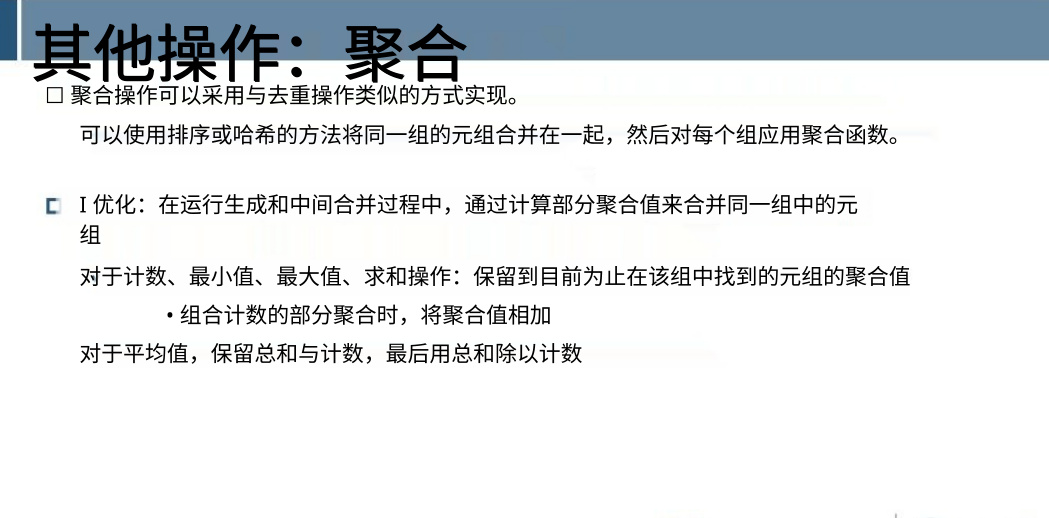 其他操作：聚合
□ 聚合操作可以采用与去重操作类似的方式实现。
可以使用排序或哈希的方法将同一组的元组合并在一起，然后对每个组应用聚合函数。
I 优化：在运行生成和中间合并过程中，通过计算部分聚合值来合并同一组中的元
组
对于计数、最小值、最大值、求和操作：保留到目前为止在该组中找到的元组的聚合值
• 组合计数的部分聚合时，将聚合值相加
对于平均值，保留总和与计数，最后用总和除以计数